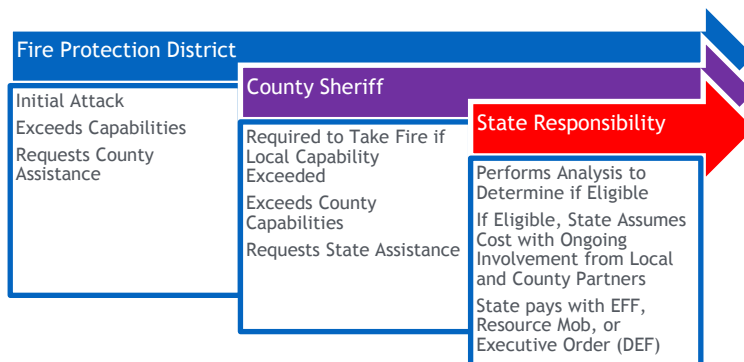 Fire Protection District
Initial Attack
Exceeds Capabilities
Requests County
Assistance
County Sheriff
Required to Take Fire if
Local Capability
Exceeded
Exceeds County
Capabilities
Requests State Assistance
State Responsibility
Performs Analysis to
Determine if Eligible
If Eligible, State Assumes
Cost with Ongoing
Involvement from Local
and County Partners
State pays with EFF,
Resource Mob, or
Executive Order (DEF)